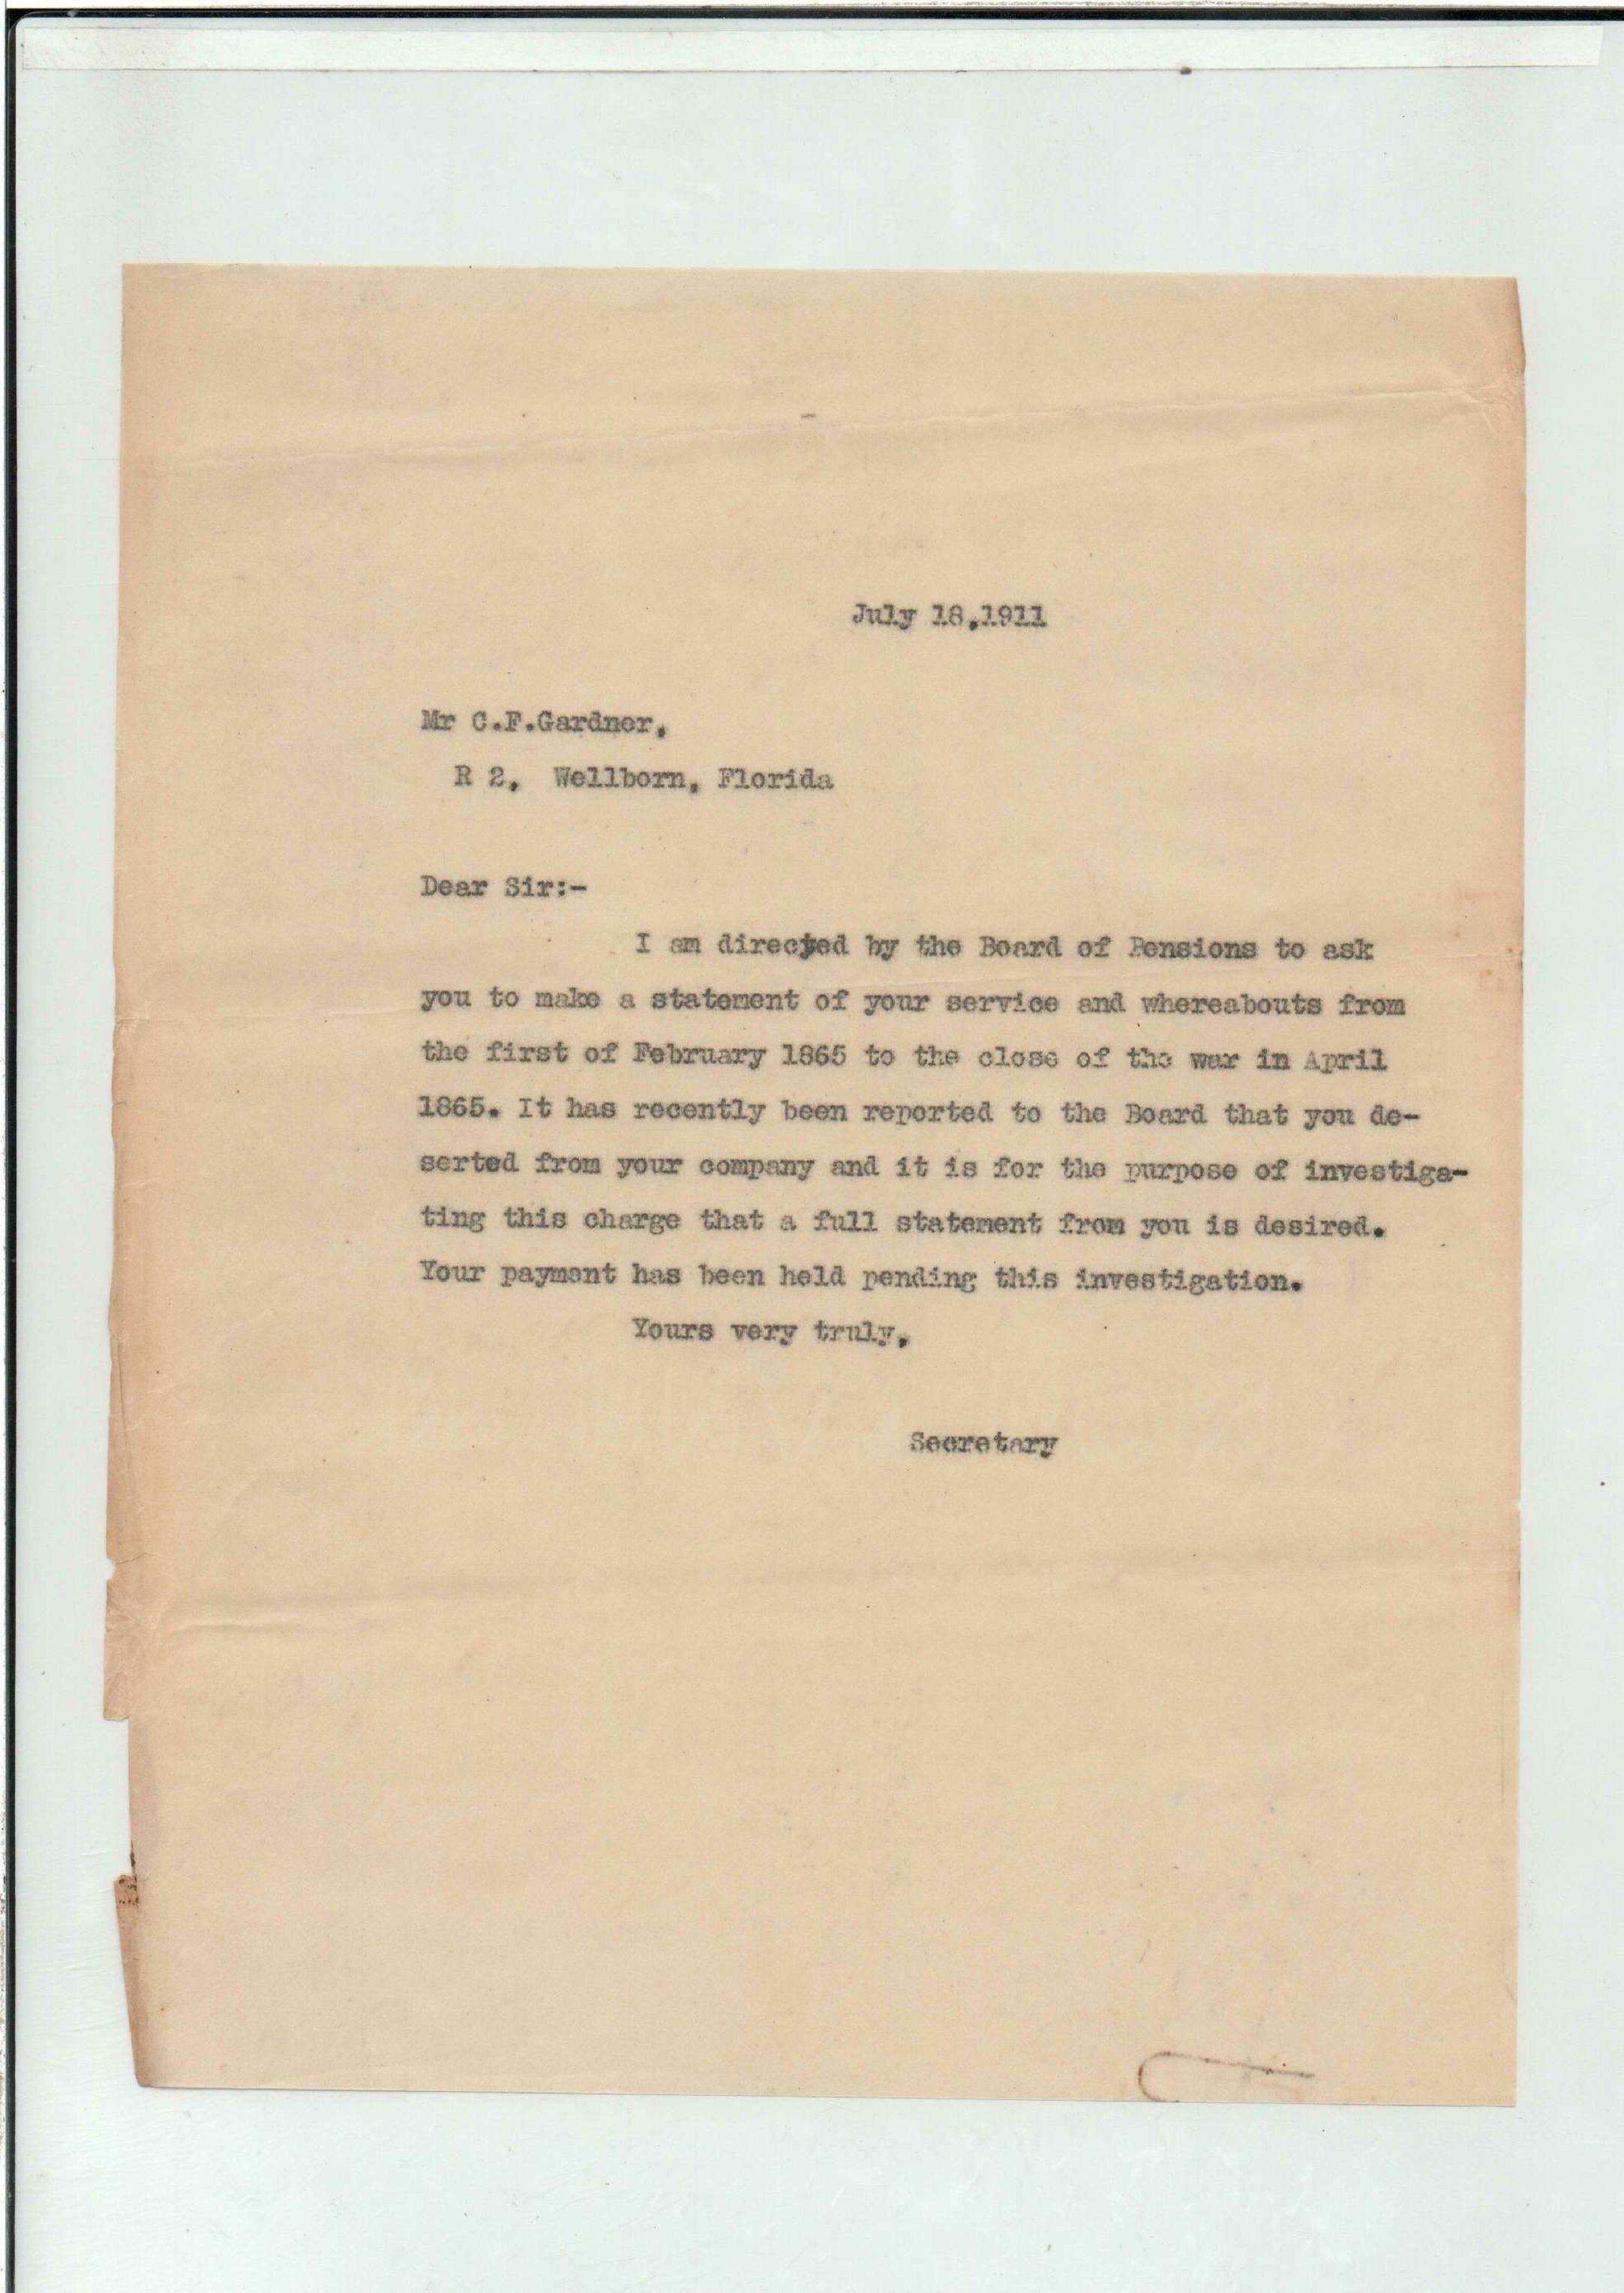 July 18,1911
Mr C.F.Gardner,
R 2, Wellborn, Florida
Dear Sir:-
I am directed by the Board of Pensions to ask
you to make a statement of your service and whereabouts from
the first of February 1865 to the close of the war in April
1865. It has recently been reported to the Board that you de-
serted from your company and it is for the purpose of investiga-
ting this charge that a full statement from you is desired.
Your payment has been held pending this investigation.
Yours very truly,
Secretary